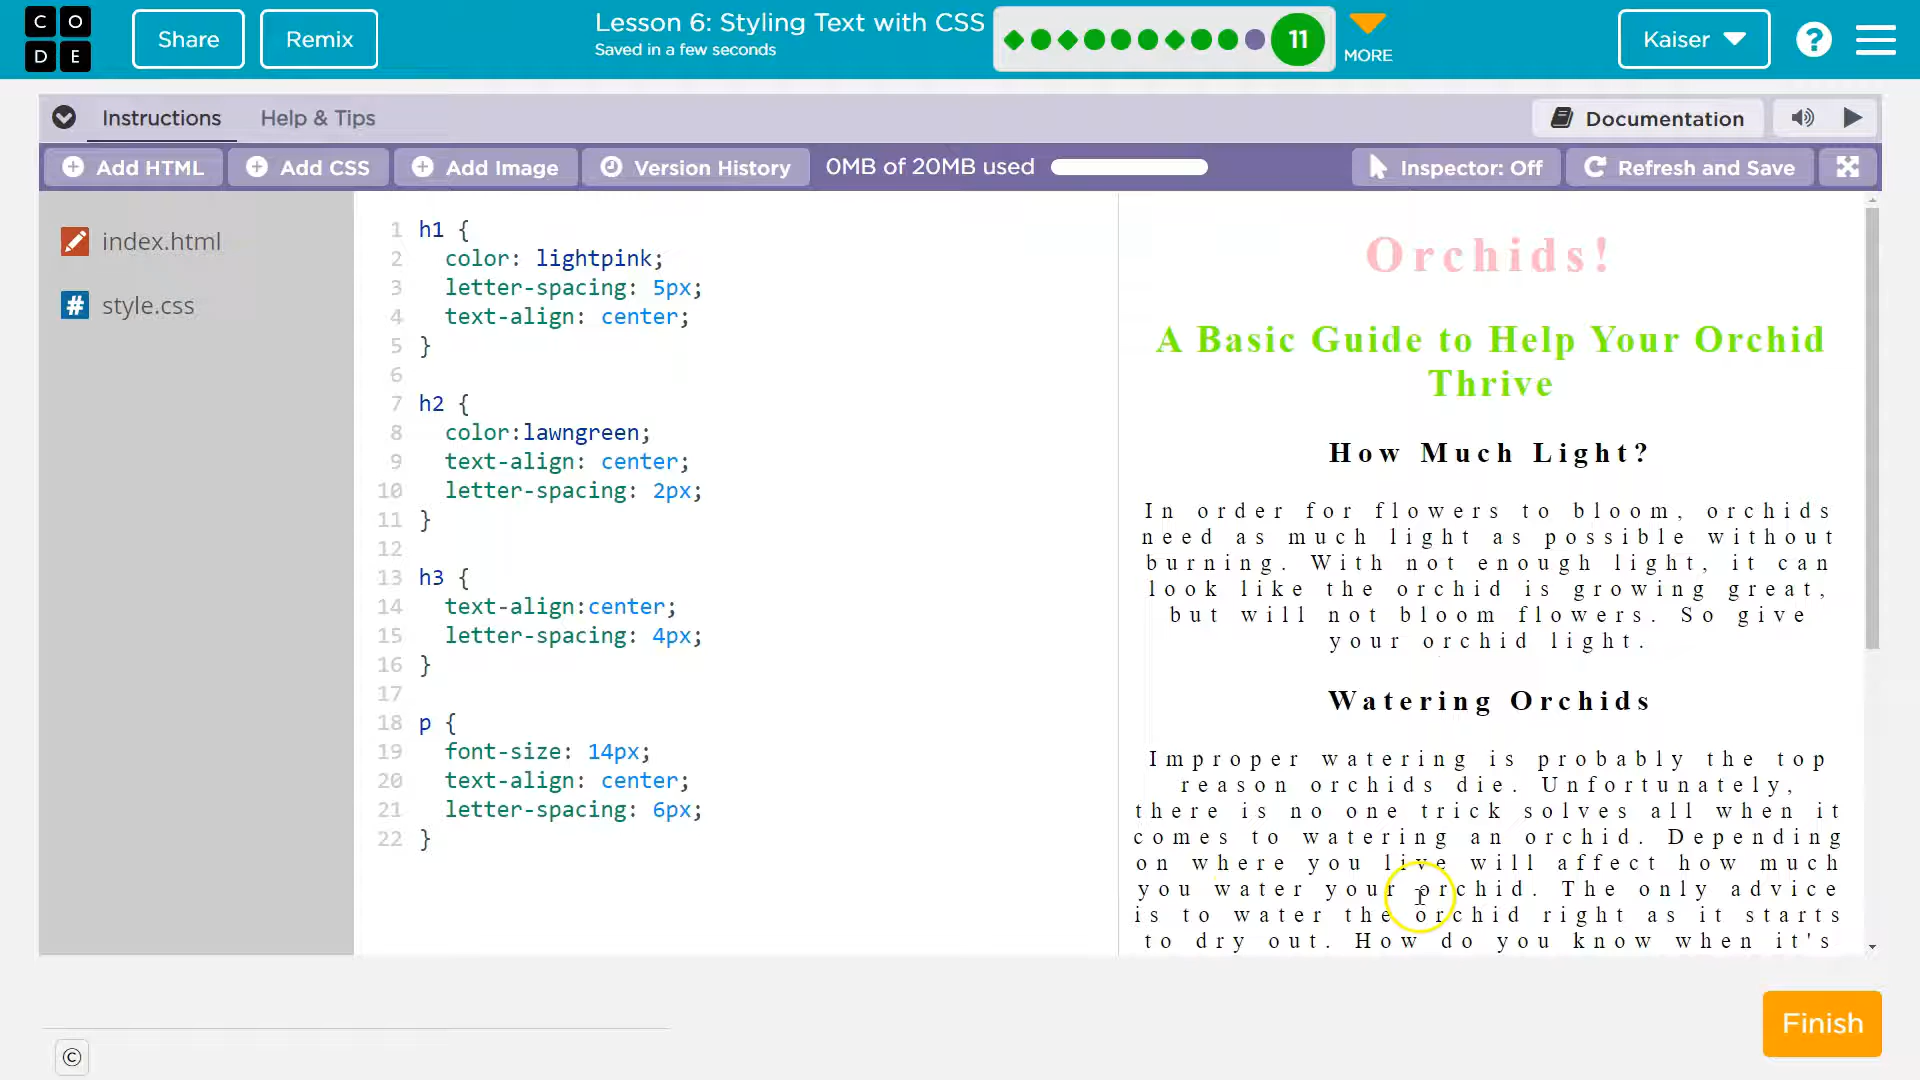 CODE
Share
Remix
Lesson 6: Styling Text with CSS
Saved in a few seconds
11
MORE
Kaiser
?
Instructions
Help & Tips
Documentation
Add HTML
Add CSS
Add Image
Version History
0MB of 20MB used
Inspector: Off
Refresh and Save
index.html
# style.css
1 h1 {
2 color: lightpink;
3 letter-spacing: 5px;
4 text-align: center;
5 }
6
7 h2 {
8 color:lawngreen;
9 text-align: center;
10 letter-spacing: 2px;
11 }
12
13 h3 {
14 text-align:center;
15 letter-spacing: 4px;
16 }
17
18 p {
19 font-size: 14px;
20 text-align: center;
21 letter-spacing: 6px;
22 }
Orchids!
A Basic Guide to Help Your Orchid
Thrive
How Much Light?
In order for flowers to bloom, orchids
need as much light as possible without
burning. With not enough light, it can
look like the orchid is growing great,
but will not bloom flowers. So give
your orchid light.
Watering Orchids
Improper watering is probably the top
reason orchids die. Unfortunately,
there is no one trick solves all when it
comes to watering an orchid. Depending
on where you live will affect how much
you water your orchid. The only advice
is to water the orchid right as it starts
to dry out. How do you know when it's
Finish
©